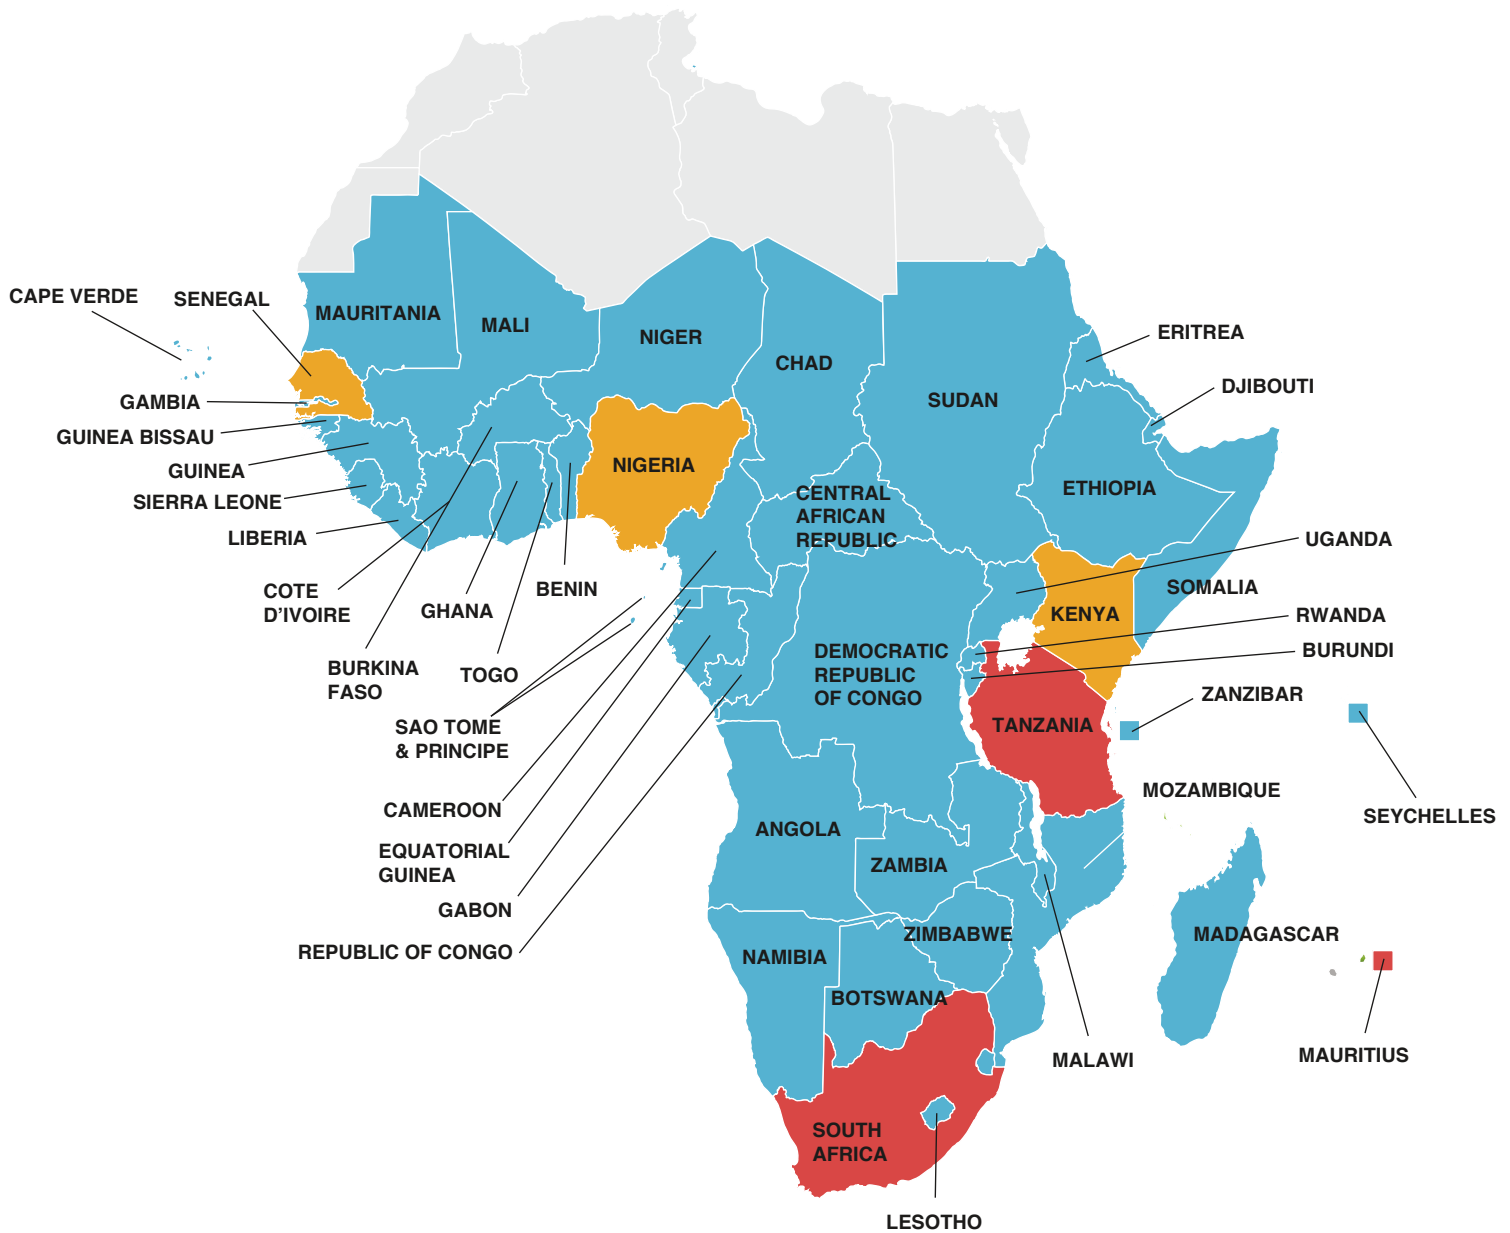 CAPE VERDE
SENEGAL
MAURITANIA
MALI
NIGER
CHAD
SUDAN
ERITREA
DJIBOUTI
GAMBIA
GUINEA BISSAU
GUINEA
SIERRA LEONE
LIBERIA
NIGERIA
CENTRAL
AFRICAN
REPUBLIC
ETHIOPIA
UGANDA
SOMALIA
KENYA
RWANDA
BURUNDI
COTE
D'IVOIRE
GHANA
BENIN
BURKINA
FASO
TOGO
SAO TOME
& PRINCIPE
DEMOCRATIC
REPUBLIC
OF CONGO
TANZANIA
ZANZIBAR
MOZAMBIQUE
SEYCHELLES
CAMEROON
EQUATORIAL
GUINEA
GABON
REPUBLIC OF CONGO
ANGOLA
ZAMBIA
NAMIBIA
ZIMBABWE
BOTSWANA
MADAGASCAR
MALAWI
MAURITIUS
SOUTH
AFRICA
LESOTHO